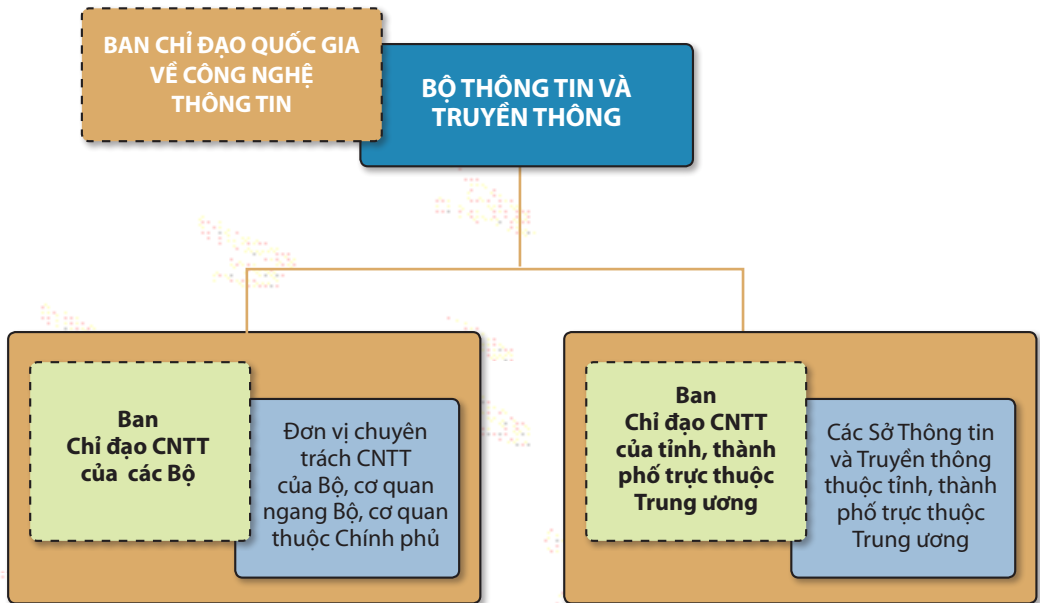 BAN CHỈ ĐẠO QUỐC GIA
VỀ CÔNG NGHỆ
THÔNG TIN
BỘ THÔNG TIN VÀ
TRUYỀN THÔNG
Ban
Chỉ đạo CNTT
của các Bộ
Đơn vị chuyên
trách CNTT
của Bộ, cơ quan
ngang Bộ, cơ quan
thuộc Chính phủ
Ban
Chỉ đạo CNTT
của tỉnh, thành
phố trực thuộc
Trung ương
Các Sở Thông tin
và Truyền thông
thuộc tỉnh, thành
phố trực thuộc
Trung ương